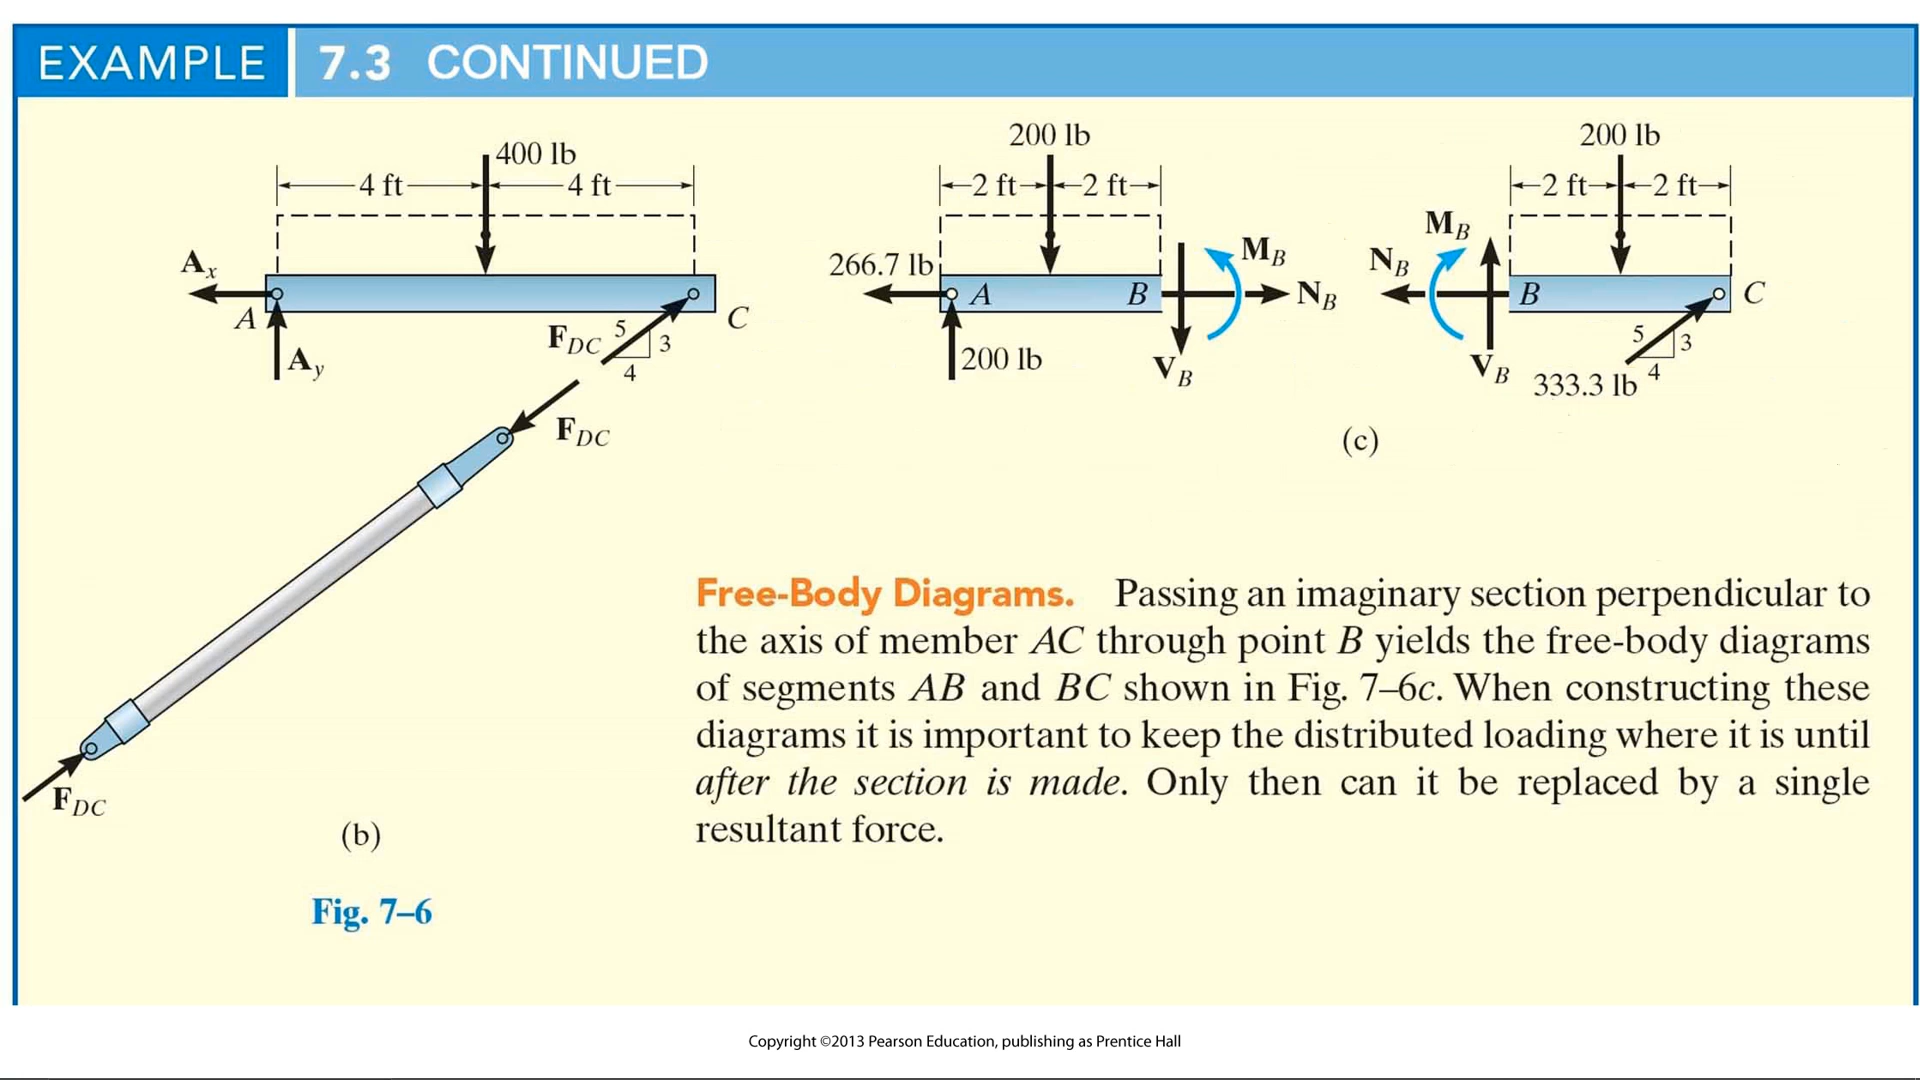 EXAMPLE 7.3 CONTINUED
400 lb
4 ft 4 ft
Ax
A
Ay
C
FDC
5
3
4
FDC
FDC
(b)
Fig. 7–6
200 lb
2 ft 2 ft
266.7 lb
A
B
MB
NB
VB
200 lb
200 lb
2 ft 2 ft
MB
NB
B
C
VB
5
3
4
333.3 lb
(c)
Free-Body Diagrams. Passing an imaginary section perpendicular to
the axis of member AC through point B yields the free-body diagrams
of segments AB and BC shown in Fig. 7–6c. When constructing these
diagrams it is important to keep the distributed loading where it is until
after the section is made. Only then can it be replaced by a single
resultant force.
Copyright ©2013 Pearson Education, publishing as Prentice Hall